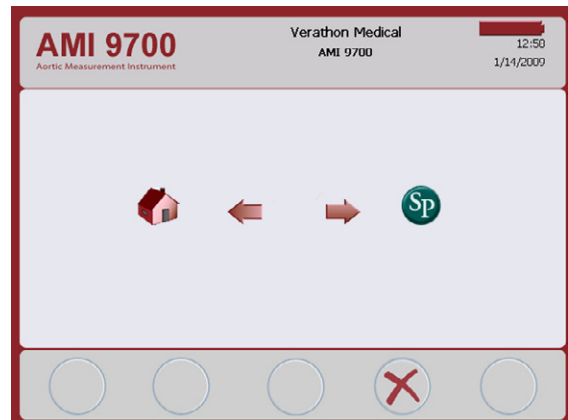 AMI 9700
Aortic Measurement Instrument
Verathon Medical
AMI 9700
12:50
1/14/2009
SP